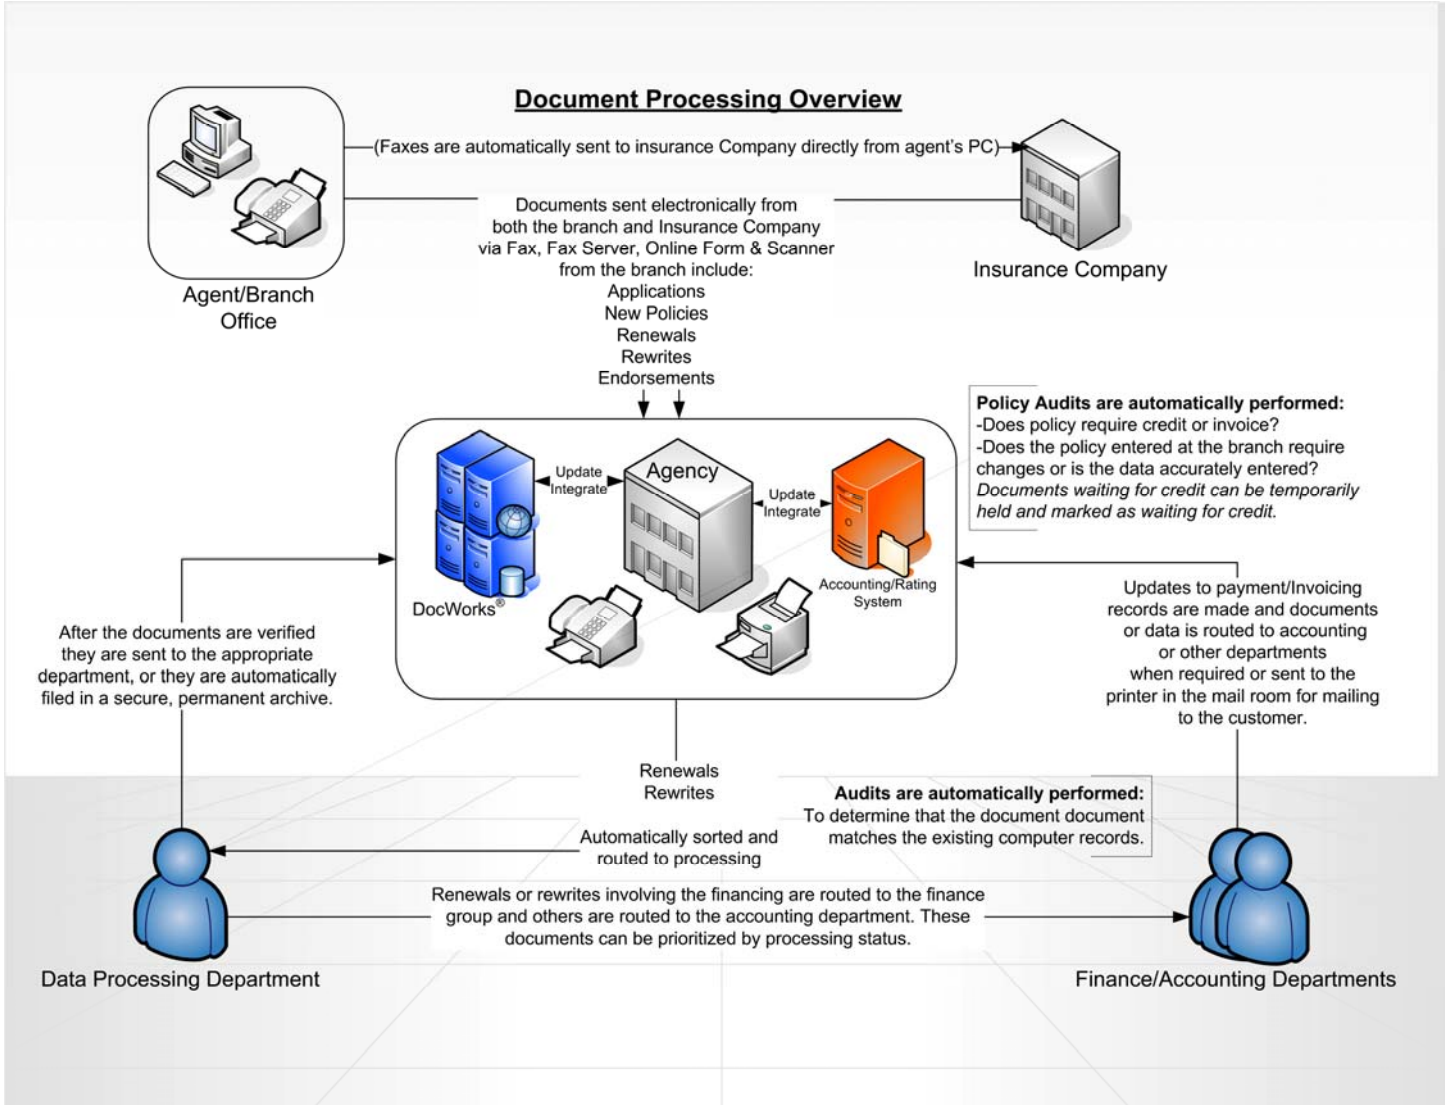 Document Processing Overview
(Faxes are automatically sent to insurance Company directly from agent's PC)
Documents sent electronically from
both the branch and Insurance Company
via Fax, Fax Server, Online Form & Scanner
from the branch include:
Applications
New Policies
Renewals
Rewrites
Endorsements
Agent/Branch
Office
Insurance Company
Policy Audits are automatically performed:
-Does policy require credit or invoice?
-Does the policy entered at the branch require
changes or is the data accurately entered?
Documents waiting for credit can be temporarily
held and marked as waiting for credit.
Update
Integrate
Agency
Update
Integrate
DocWorks®
Accounting/Rating
System
After the documents are verified
they are sent to the appropriate
department, or they are automatically
filed in a secure, permanent archive.
Updates to payment/Invoicing
records are made and documents
or data is routed to accounting
or other departments
when required or sent to the
printer in the mail room for mailing
to the customer.
Renewals
Rewrites
Automatically sorted and
routed to processing
Audits are automatically performed:
To determine that the document document
matches the existing computer records.
Renewals or rewrites involving the financing are routed to the finance
group and others are routed to the accounting department. These
documents can be prioritized by processing status.
Data Processing Department
Finance/Accounting Departments